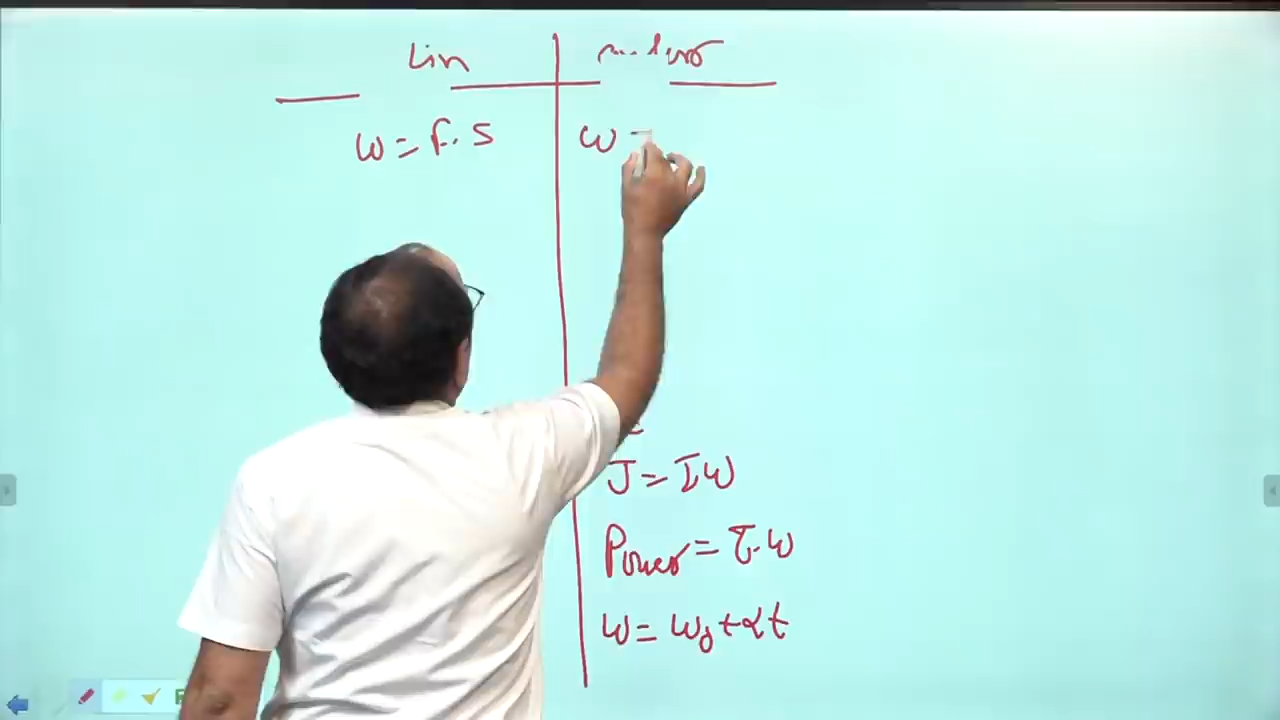 Lin
W = F. S
W =
J = Iω
Power = τ. ω
ω = ω₀ + αt